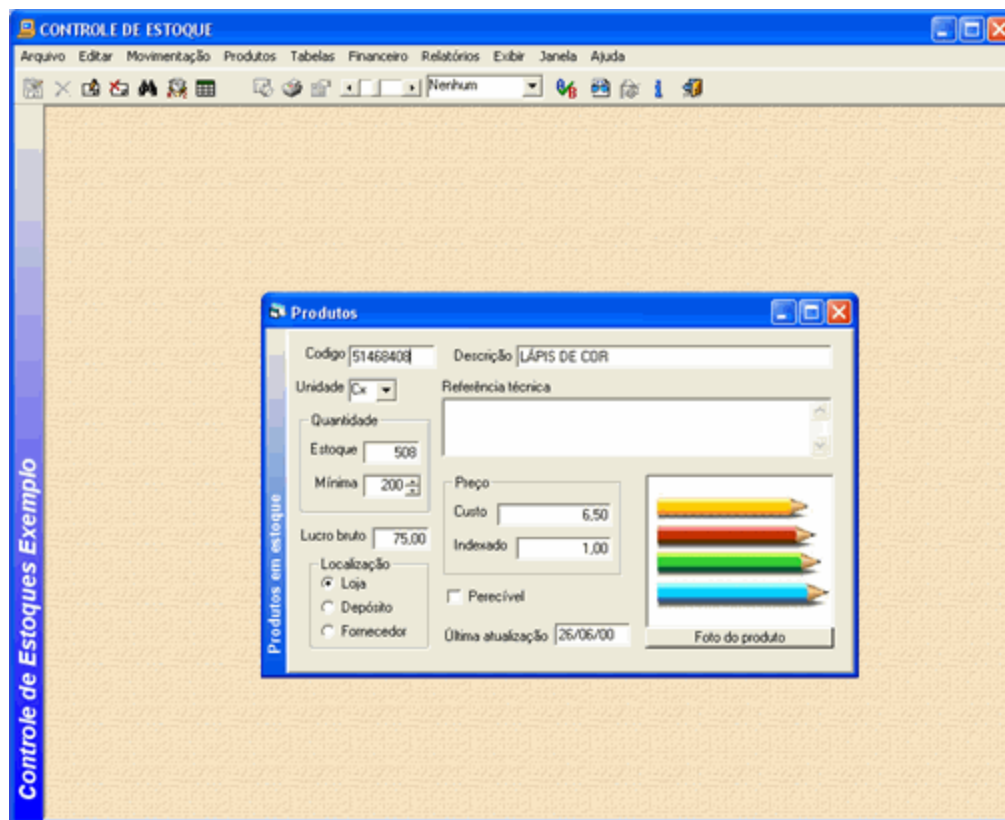 CONTROLE DE ESTOQUE
Arquivo Editar Movimentação Produtos Tabelas Financeiro Relatórios Exibir Janela Ajuda
Nenhum
Controle de Estoques Exemplo
Produtos
Produtos em estoque
Codigo 51468408 Descrição LÁPIS DE COR
Unidade Cx Referência técnica
Quantidade
Estoque 508
Mínima 200 Preço
Custo 6,50
Lucro bruto 75,00 Indexado 1,00
Localização
Loja
Perecível
Depósito
Fornecedor Última atualização 26/06/00 Foto do produto